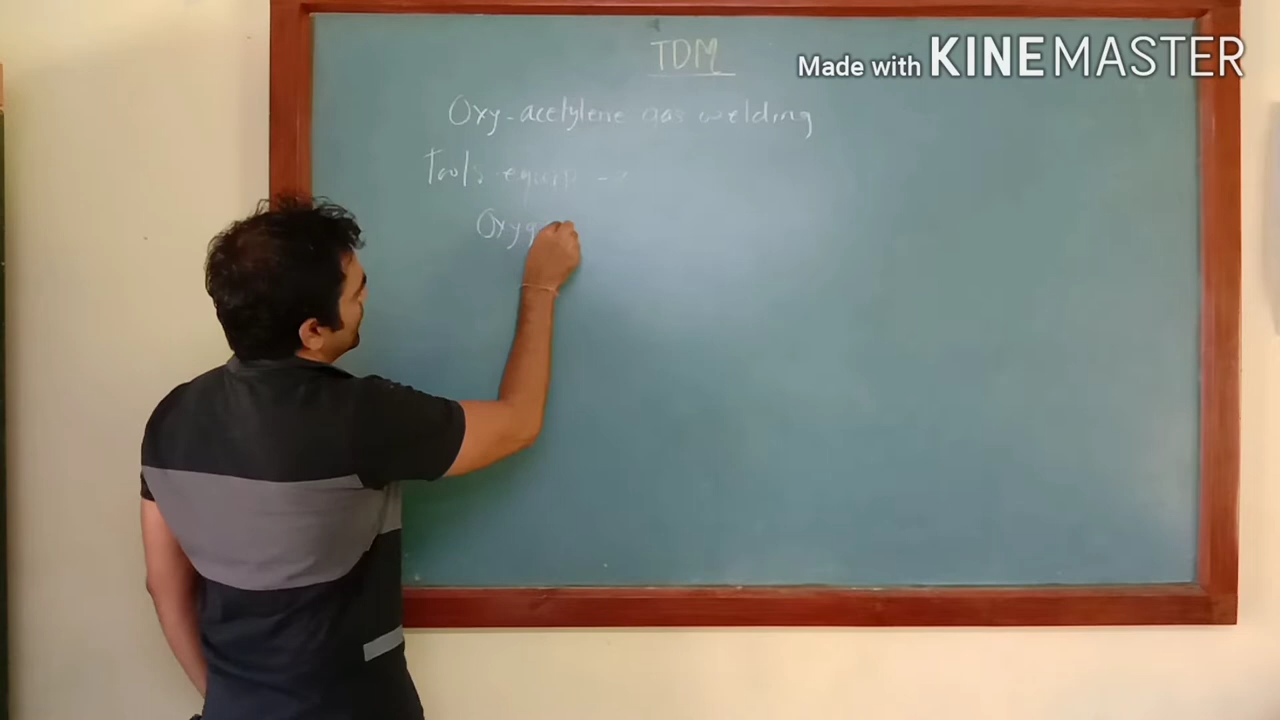 TDM
Made with KINEMASTER
Oxy-acetylene gas welding
Tools equip -
Oxyg